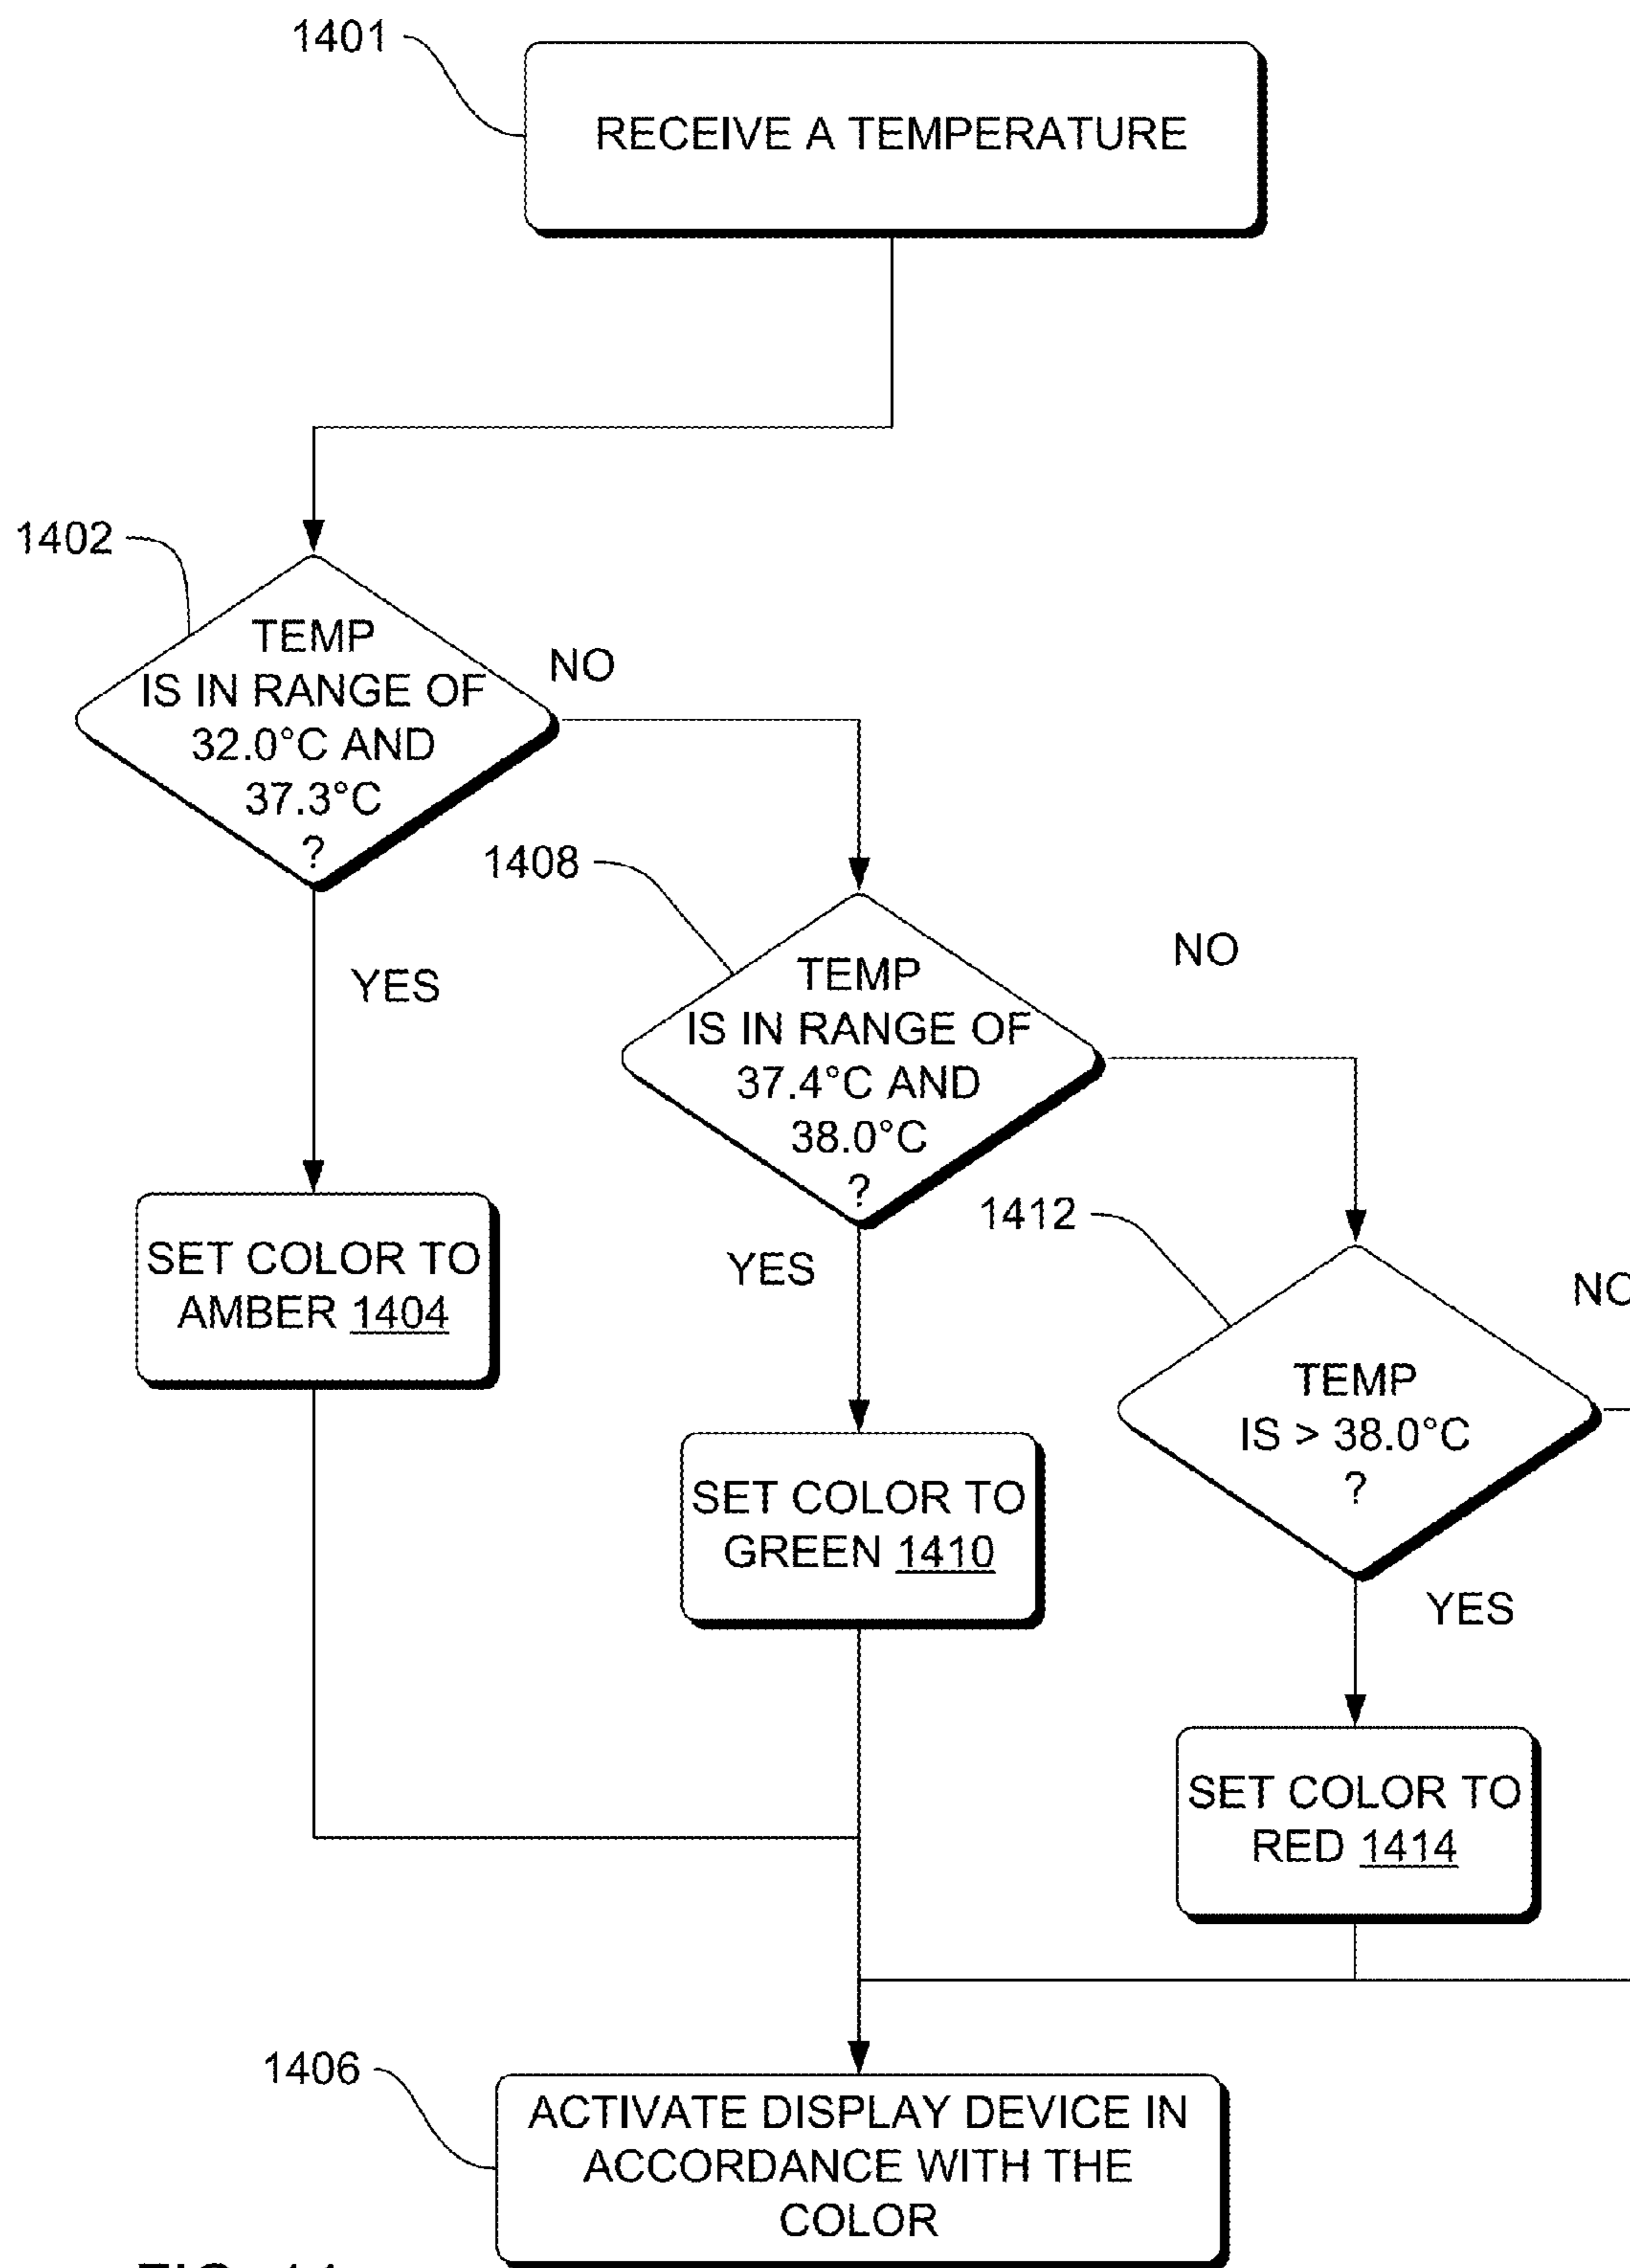 1401
RECEIVE A TEMPERATURE
1402
TEMP
IS IN RANGE OF
32.0°C AND
37.3°C
?
NO
YES
1408
TEMP
IS IN RANGE OF
37.4°C AND
38.0°C
?
NO
YES
1412
TEMP
IS > 38.0°C
?
NO
YES
SET COLOR TO
AMBER 1404
SET COLOR TO
GREEN 1410
SET COLOR TO
RED 1414
1406
ACTIVATE DISPLAY DEVICE IN
ACCORDANCE WITH THE
COLOR